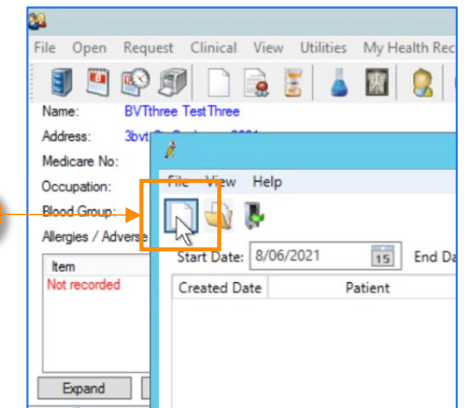 File Open Request Clinical View Utilities My Health Rec
Name: BVTthree TestThree
Address:
Medicare No:
Occupation:
File View Help
Blood Group:
Allergies / Adverse
Start Date: 8/06/2021 15 End Da
Item
Not recorded
Created Date Patient
Expand